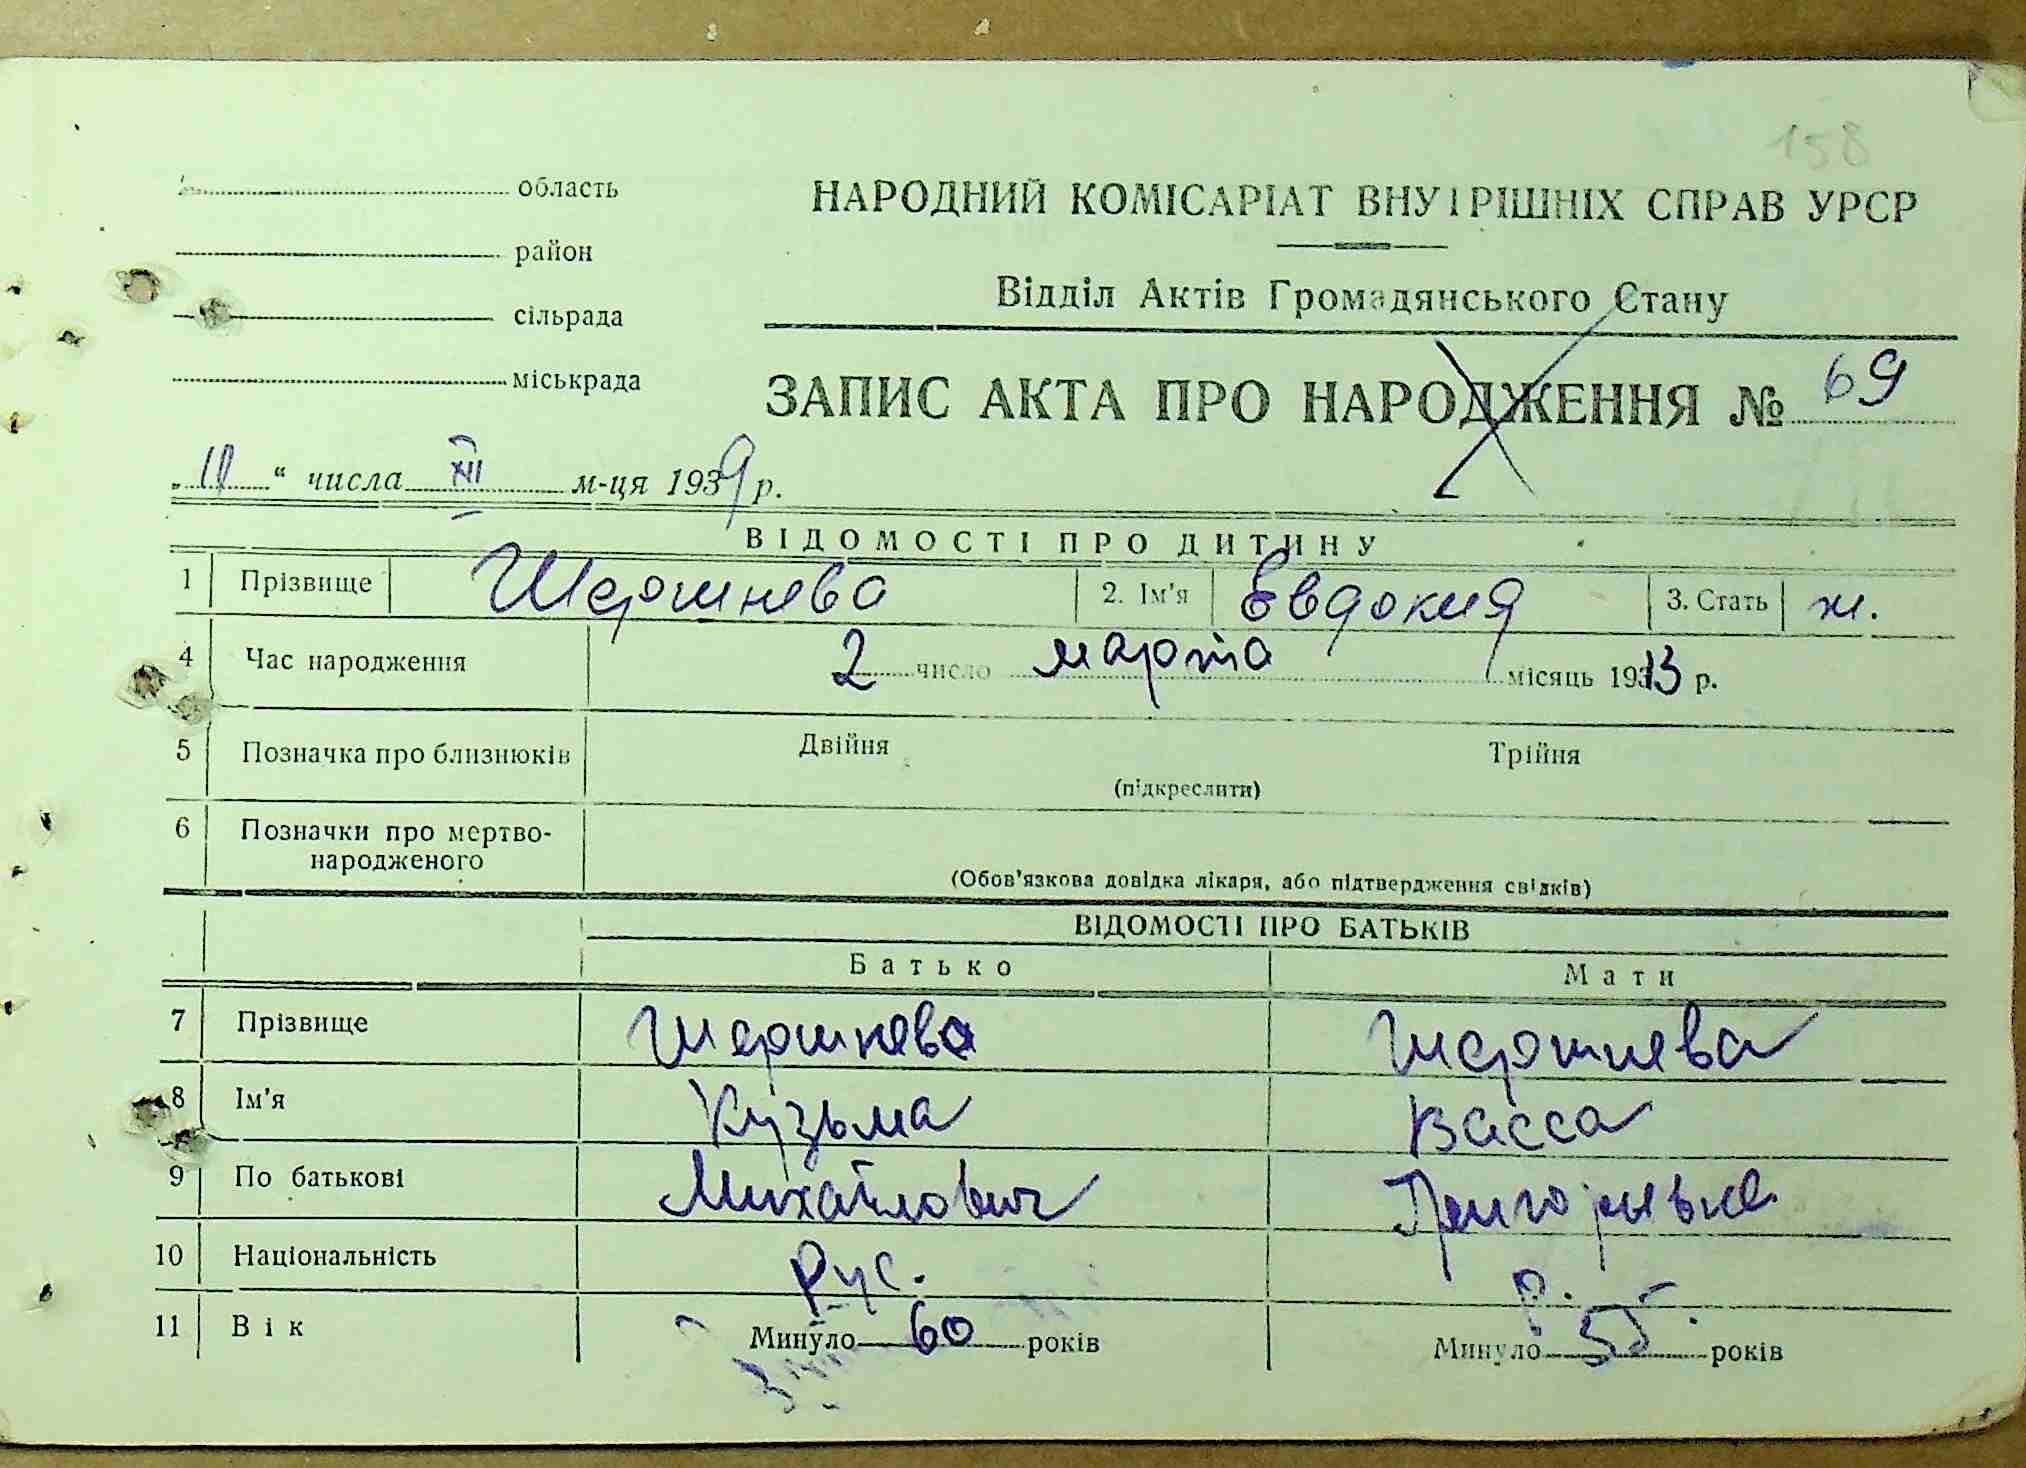 158
область
НАРОДНИЙ КОМІСАРІАТ ВНУТРІШНІХ СПРАВ УРСР
район
Відділ Актів Громадянського Стану
сільрада
міськрада
ЗАПИС АКТА ПРО НАРОДЖЕННЯ № 69
„10“ числа XII м-ця 1939 р.
ВІДОМОСТІ ПРО ДИТИНУ
1 Прізвище Шершнева 2. Ім'я Евдокия 3. Стать ж.
4 Час народження 2 число марта місяць 1913 р.
5 Позначка про близнюків Двійня Трійня
(підкреслити)
6 Позначки про мертво-
народженого
(Обов'язкова довідка лікаря, або підтвердження свідків)
ВІДОМОСТІ ПРО БАТЬКІВ
Батько Мати
7 Прізвище Шершнева Шершнева
8 Ім'я Кузьма Васса
9 По батькові Михайлович Григорьевна
10 Національність Рус. Р.
11 Вік Минуло 60 років Минуло 55 років